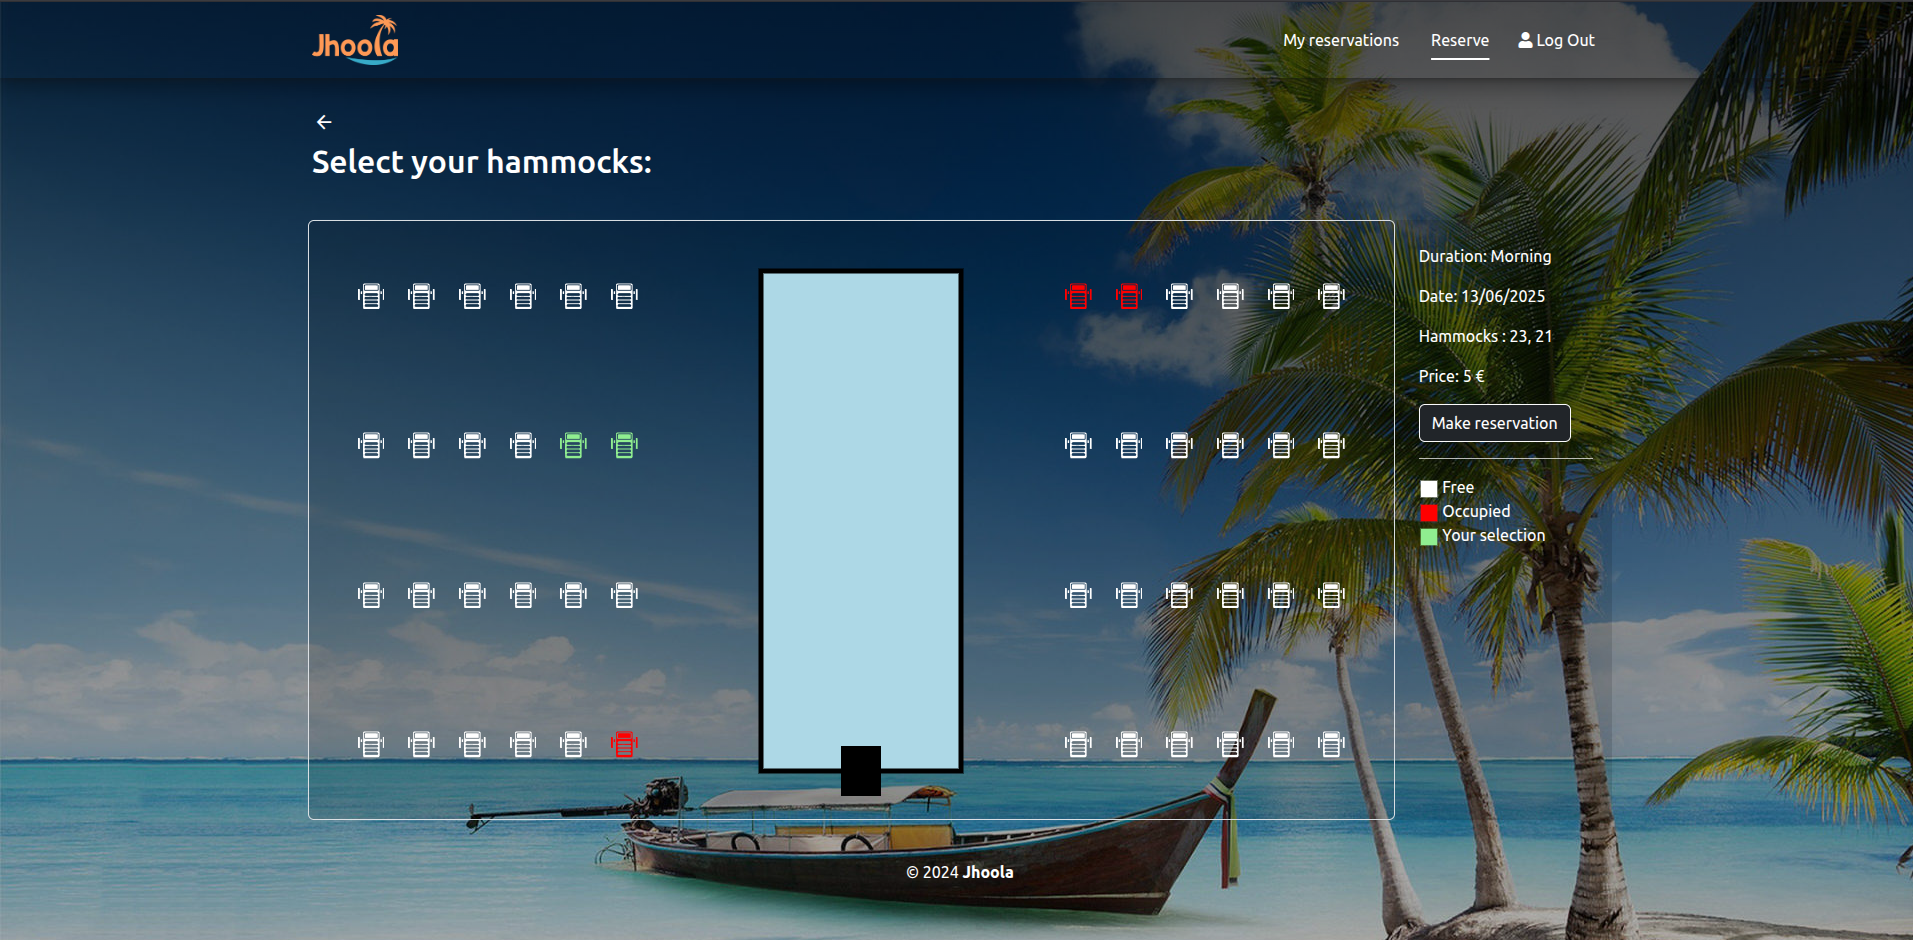 Jhoola
My reservations
Reserve
Log Out
Select your hammocks:
Duration: Morning
Date: 13/06/2025
Hammocks : 23, 21
Price: 5 €
Make reservation
Free
Occupied
Your selection
© 2024 Jhoola